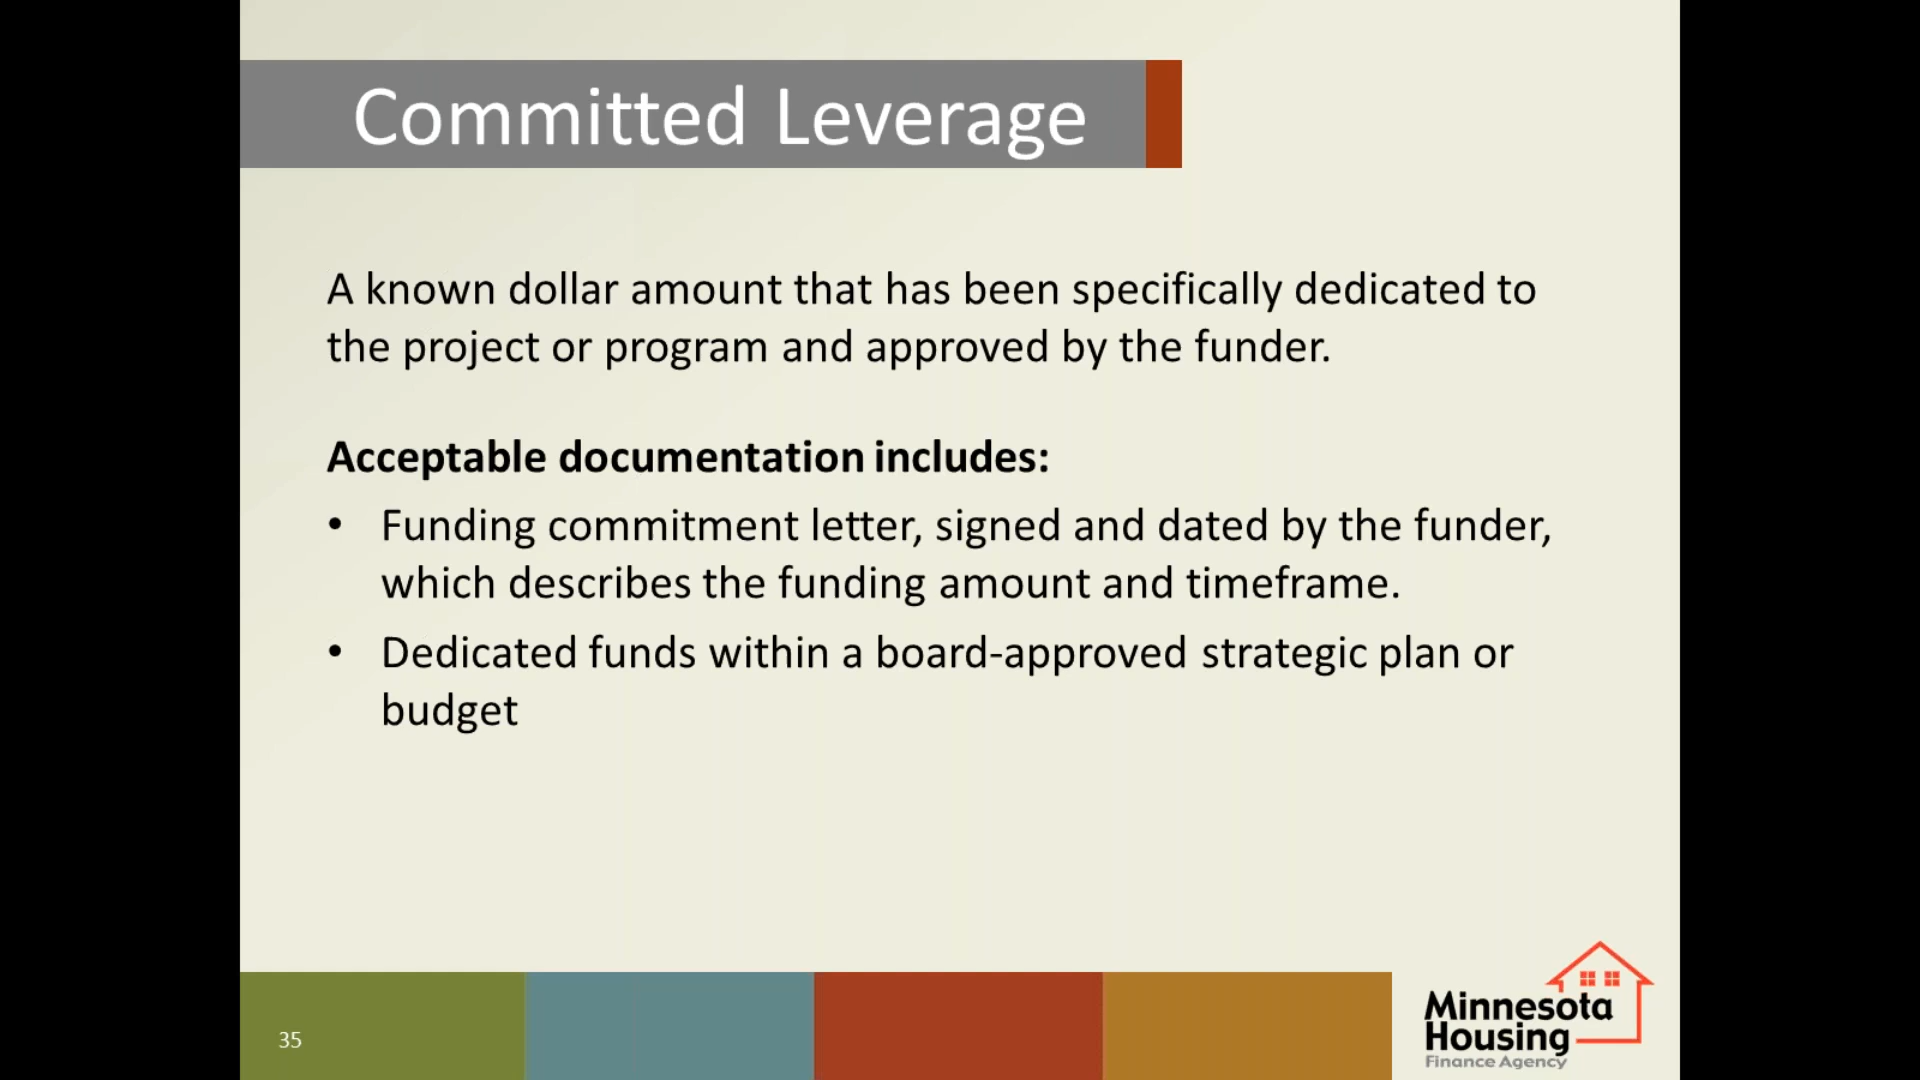 Committed Leverage
A known dollar amount that has been specifically dedicated to
the project or program and approved by the funder.
Acceptable documentation includes:
• Funding commitment letter, signed and dated by the funder,
which describes the funding amount and timeframe.
• Dedicated funds within a board-approved strategic plan or
budget
35
Minnesota
Housing
Finance Agency